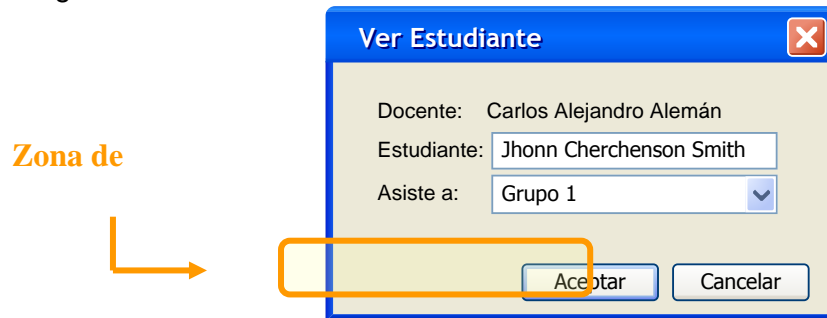 Ver Estudiante
Docente: Carlos Alejandro Alemán
Estudiante: Jhonn Cherchenson Smith
Asiste a: Grupo 1
Zona de
Aceptar Cancelar